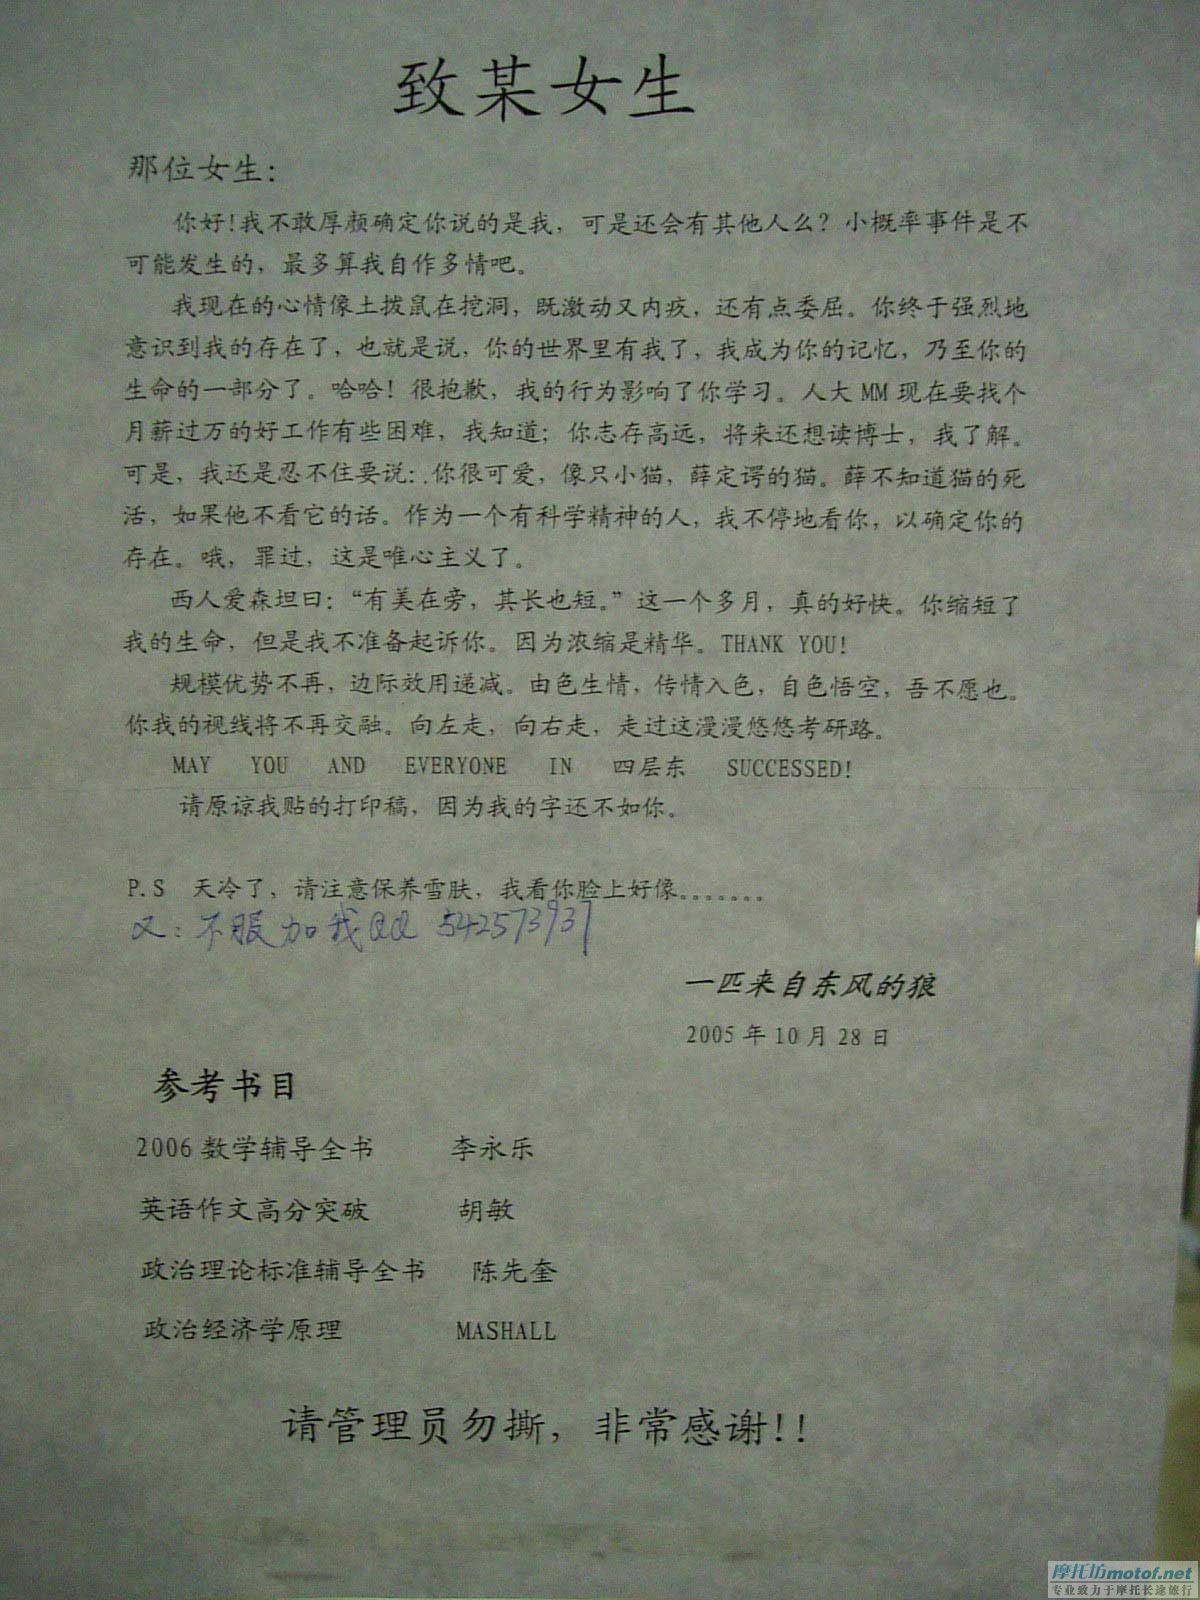 致某女生
那位女生：
你好！我不敢厚颜确定你说的是我，可是还会有其他人么？小概率事件是不
可能发生的，最多算我自作多情吧。
我现在的心情像土拨鼠在挖洞，既激动又内疚，还有点委屈。你终于强烈地
意识到我的存在了，也就是说，你的世界里有我了，我成为你的记忆，乃至你的
生命的一部分了。哈哈！很抱歉，我的行为影响了你学习。人大 MM 现在要找个
月薪过万的好工作有些困难，我知道；你志存高远，将来还想读博士，我了解。
可是，我还是忍不住要说：.你很可爱，像只小猫，薛定谔的猫。薛不知道猫的死
活，如果他不看它的话。作为一个有科学精神的人，我不停地看你，以确定你的
存在。哦，罪过，这是唯心主义了。
西人爱森坦曰：“有美在旁，其长也短。”这一个多月，真的好快。你缩短了
我的生命，但是我不准备起诉你。因为浓缩是精华。THANK YOU!
规模优势不再，边际效用递减。由色生情，传情入色，自色悟空，吾不愿也。
你我的视线将不再交融。向左走，向右走，走过这漫漫悠悠考研路。
MAY YOU AND EVERYONE IN 四层东 SUCCESSED!
请原谅我贴的打印稿，因为我的字还不如你。
P.S 天冷了，请注意保养雪肤，我看你脸上好像。。。。。。。
又：不服加我QQ 542573937
一匹来自东风的狼
2005 年 10 月 28 日
参考书目
2006 数学辅导全书 李永乐
英语作文高分突破 胡敏
政治理论标准辅导全书 陈先奎
政治经济学原理 MASHALL
请管理员勿撕，非常感谢!!
摩托坊motof.net
专业致力于摩托长途旅行